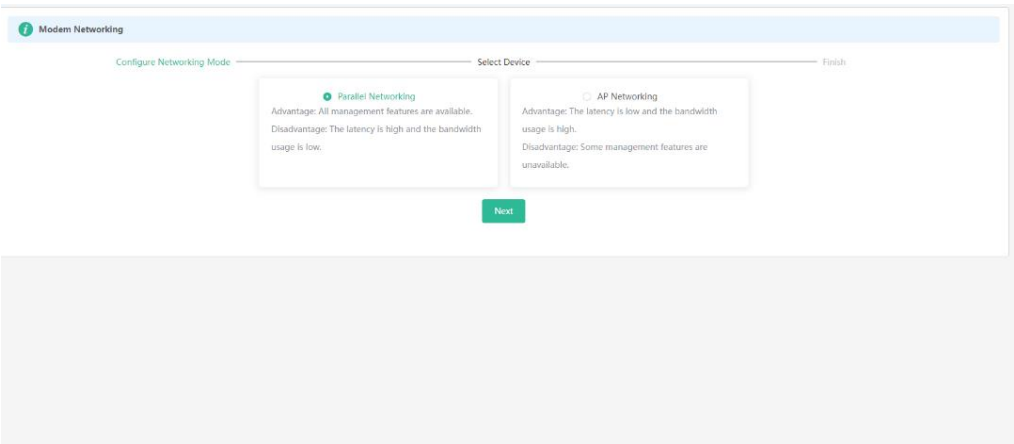 Modem Networking
Configure Networking Mode
Select Device
Finish
Parallel Networking
Advantage: All management features are available.
Disadvantage: The latency is high and the bandwidth
usage is low.
AP Networking
Advantage: The latency is low and the bandwidth
usage is high.
Disadvantage: Some management features are
unavailable.
Next